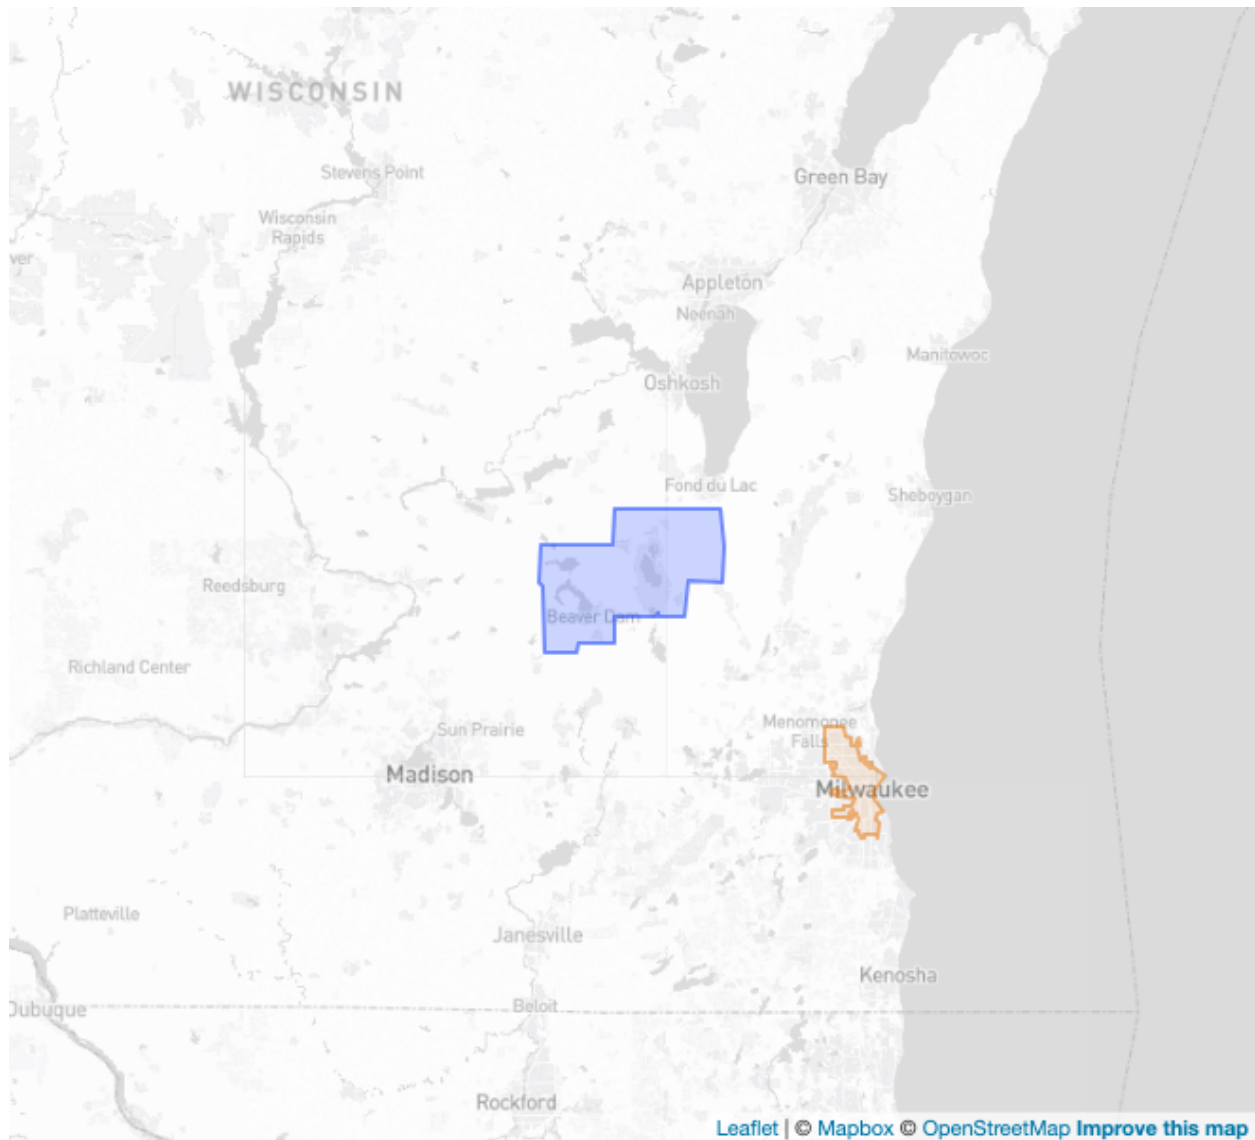 WISCONSIN
Stevens Point
Green Bay
Wisconsin
Rapids
ver
Appleton
Neenah
Manitowoc
Oshkosh
Fond du Lac
Sheboygan
Reedsburg
Beaver Dam
Richland Center
Menomonee
Falls
Sun Prairie
Madison
Milwaukee
Platteville
Janesville
Kenosha
Beloit
Dubuque
Rockford
Leaflet | © Mapbox © OpenStreetMap Improve this map